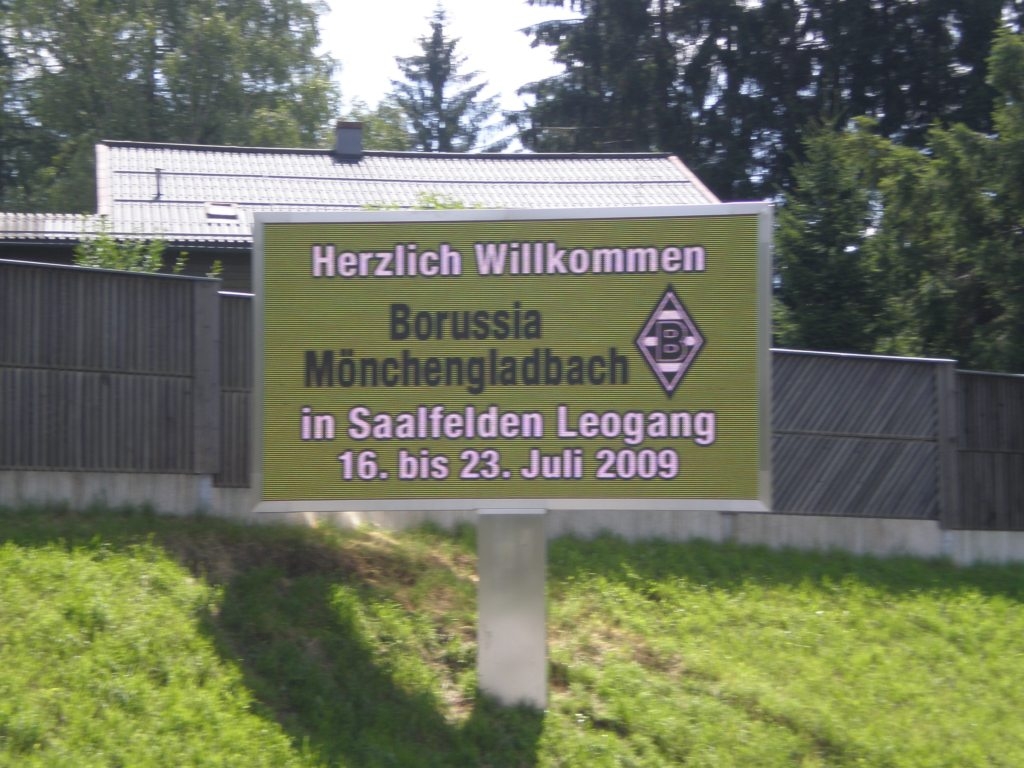 Herzlich Willkommen
Borussia
Mönchengladbach
B
in Saalfelden Leogang
16. bis 23. Juli 2009